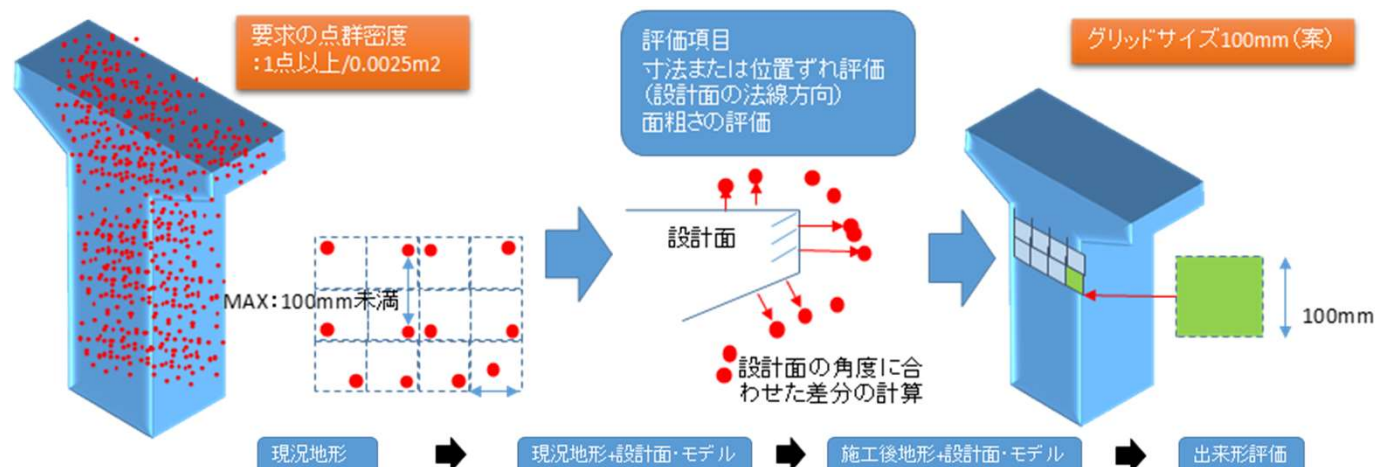 要求の点群密度
:1点以上/0.0025m2
評価項目
寸法または位置ずれ評価
(設計面の法線方向)
面粗さの評価
グリッドサイズ100mm(案)
設計面
MAX:100mm未満
設計面の角度に合
わせた差分の計算
100mm
現況地形
現況地形+設計面・モデル
施工後地形+設計面・モデル
出来形評価